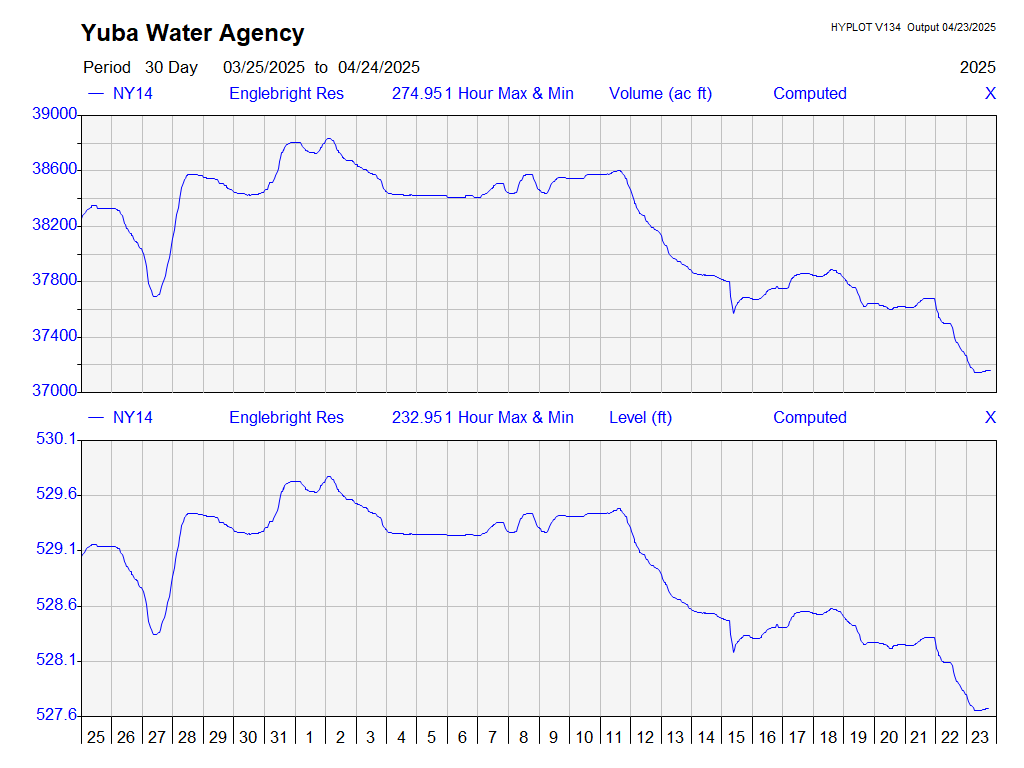 Yuba Water Agency HYPLOT V134 Output 04/23/2025
Period 30 Day 03/25/2025 to 04/24/2025 2025
NY14 Englebright Res 274.951 Hour Max & Min Volume (ac ft) Computed X
39000
38600
38200
37800
37400
37000
NY14 Englebright Res 232.951 Hour Max & Min Level (ft) Computed X
530.1
529.6
529.1
528.6
528.1
527.6
25 26 27 28 29 30 31 1 2 3 4 5 6 7 8 9 10 11 12 13 14 15 16 17 18 19 20 21 22 23